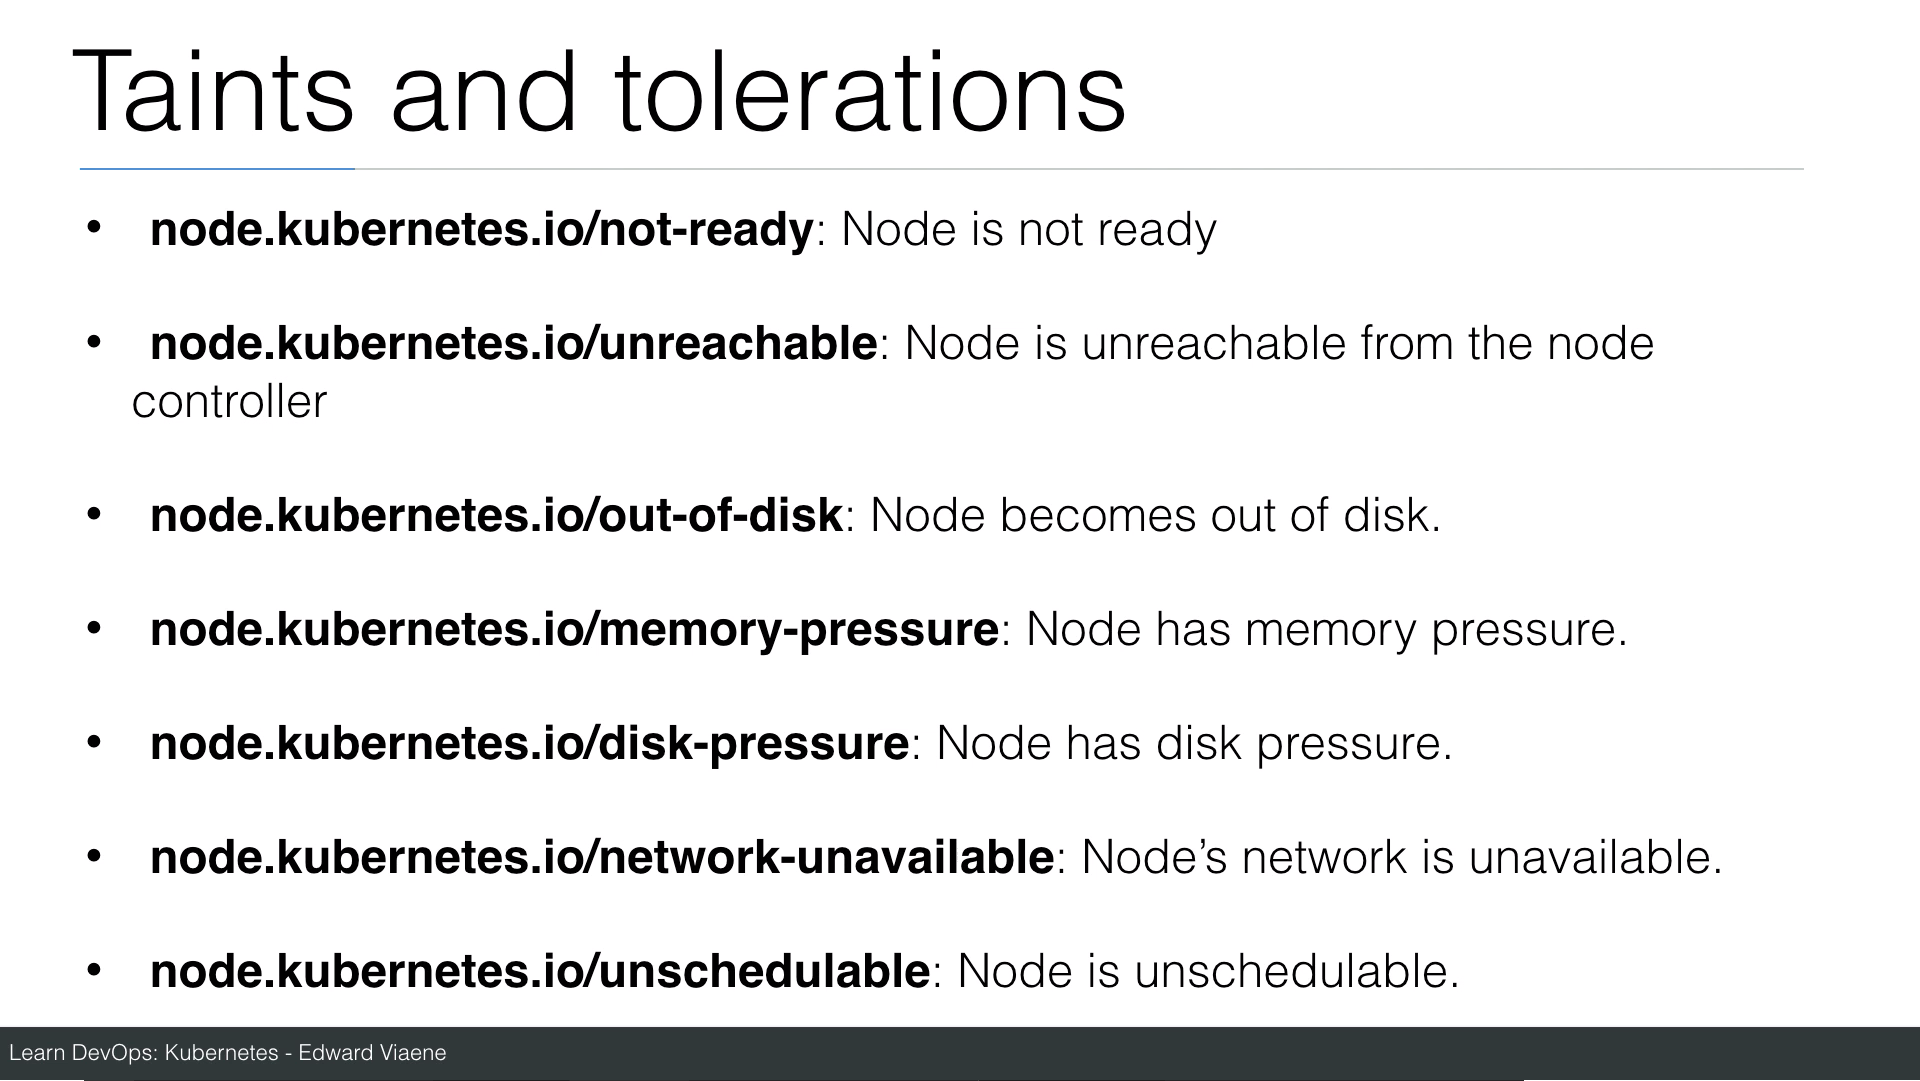 Taints and tolerations
• node.kubernetes.io/not-ready: Node is not ready
• node.kubernetes.io/unreachable: Node is unreachable from the node
controller
• node.kubernetes.io/out-of-disk: Node becomes out of disk.
• node.kubernetes.io/memory-pressure: Node has memory pressure.
• node.kubernetes.io/disk-pressure: Node has disk pressure.
• node.kubernetes.io/network-unavailable: Node’s network is unavailable.
• node.kubernetes.io/unschedulable: Node is unschedulable.
Learn DevOps: Kubernetes - Edward Viaene